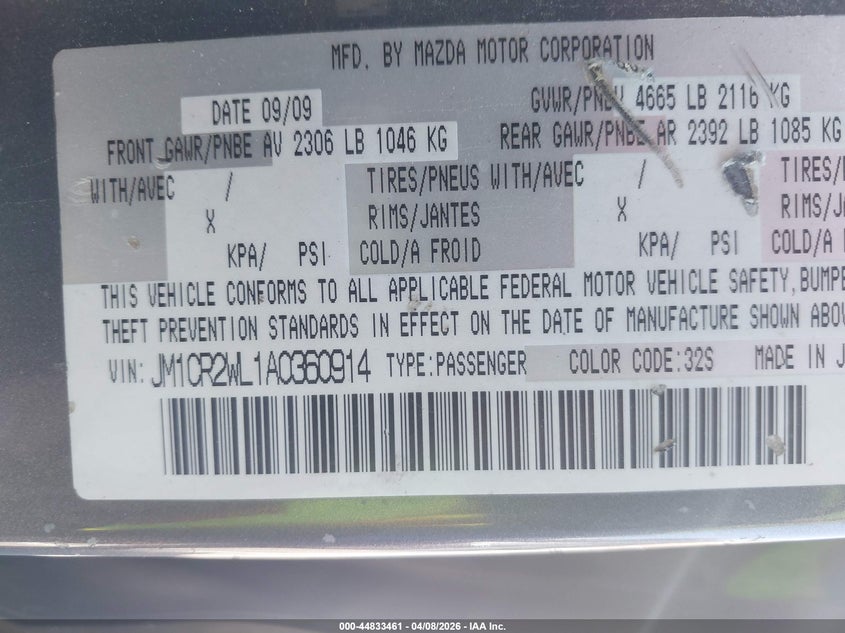 MFD. BY MAZDA MOTOR CORPORATION
DATE 09/09 GVWR/PNBV 4665 LB 2116 KG
FRONT GAWR/PNBE AV 2306 LB 1046 KG REAR GAWR/PNBE AR 2392 LB 1085 KG
WITH/AVEC / TIRES/PNEUS WITH/AVEC / TIRES/
X RIMS/JANTES X RIMS/JA
KPA/ PSI COLD/A FROID KPA/ PSI COLD/A
THIS VEHICLE CONFORMS TO ALL APPLICABLE FEDERAL MOTOR VEHICLE SAFETY, BUMPE
THEFT PREVENTION STANDARDS IN EFFECT ON THE DATE OF MANUFACTURE SHOWN ABOV
VIN: JM1CR2WL1A0360914 TYPE:PASSENGER COLOR CODE:32S MADE IN J
000-44833461 - 04/08/2026 - IAA Inc.